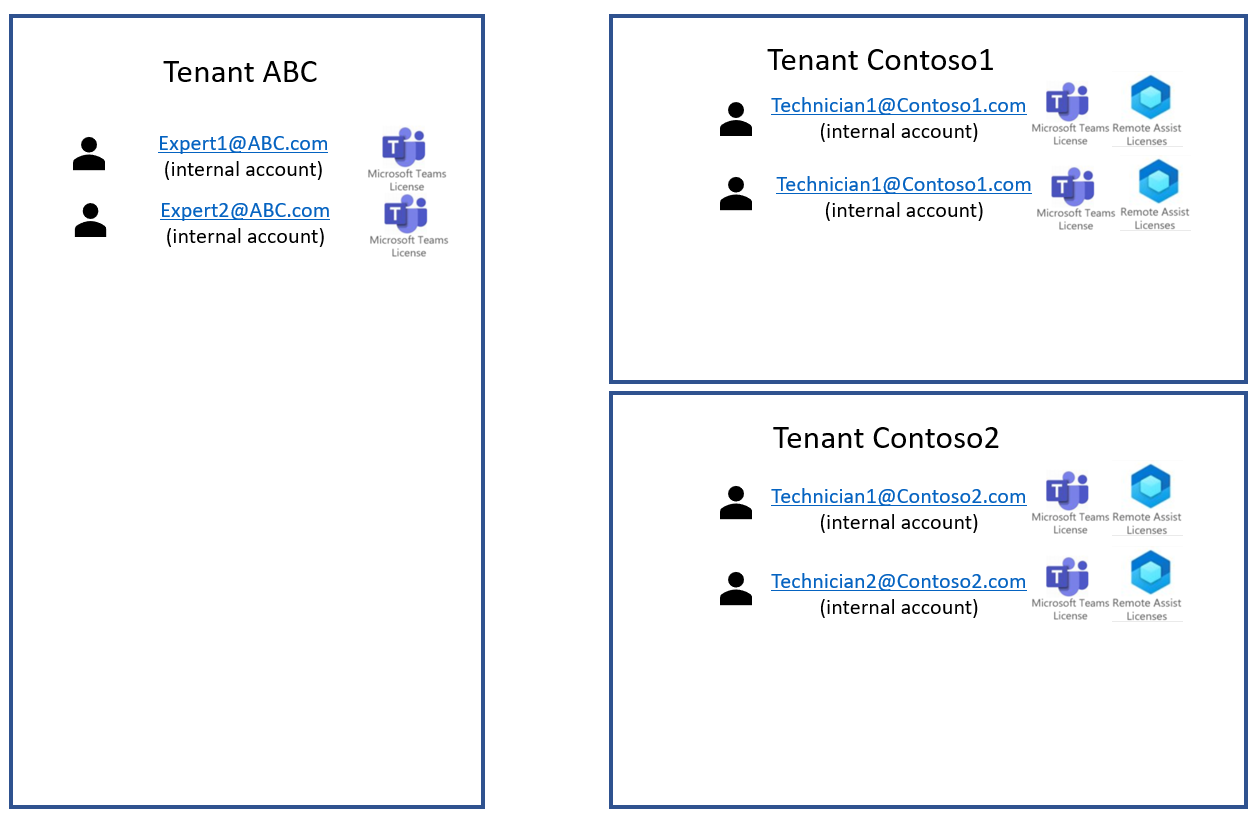 Tenant ABC
Expert1@ABC.com
(internal account)
Microsoft Teams
License
Expert2@ABC.com
(internal account)
Microsoft Teams
License
Tenant Contoso1
Technician1@Contoso1.com
(internal account)
Microsoft Teams
License
Remote Assist
Licenses
Technician1@Contoso1.com
(internal account)
Microsoft Teams
License
Remote Assist
Licenses
Tenant Contoso2
Technician1@Contoso2.com
(internal account)
Microsoft Teams
License
Remote Assist
Licenses
Technician2@Contoso2.com
(internal account)
Microsoft Teams
License
Remote Assist
Licenses